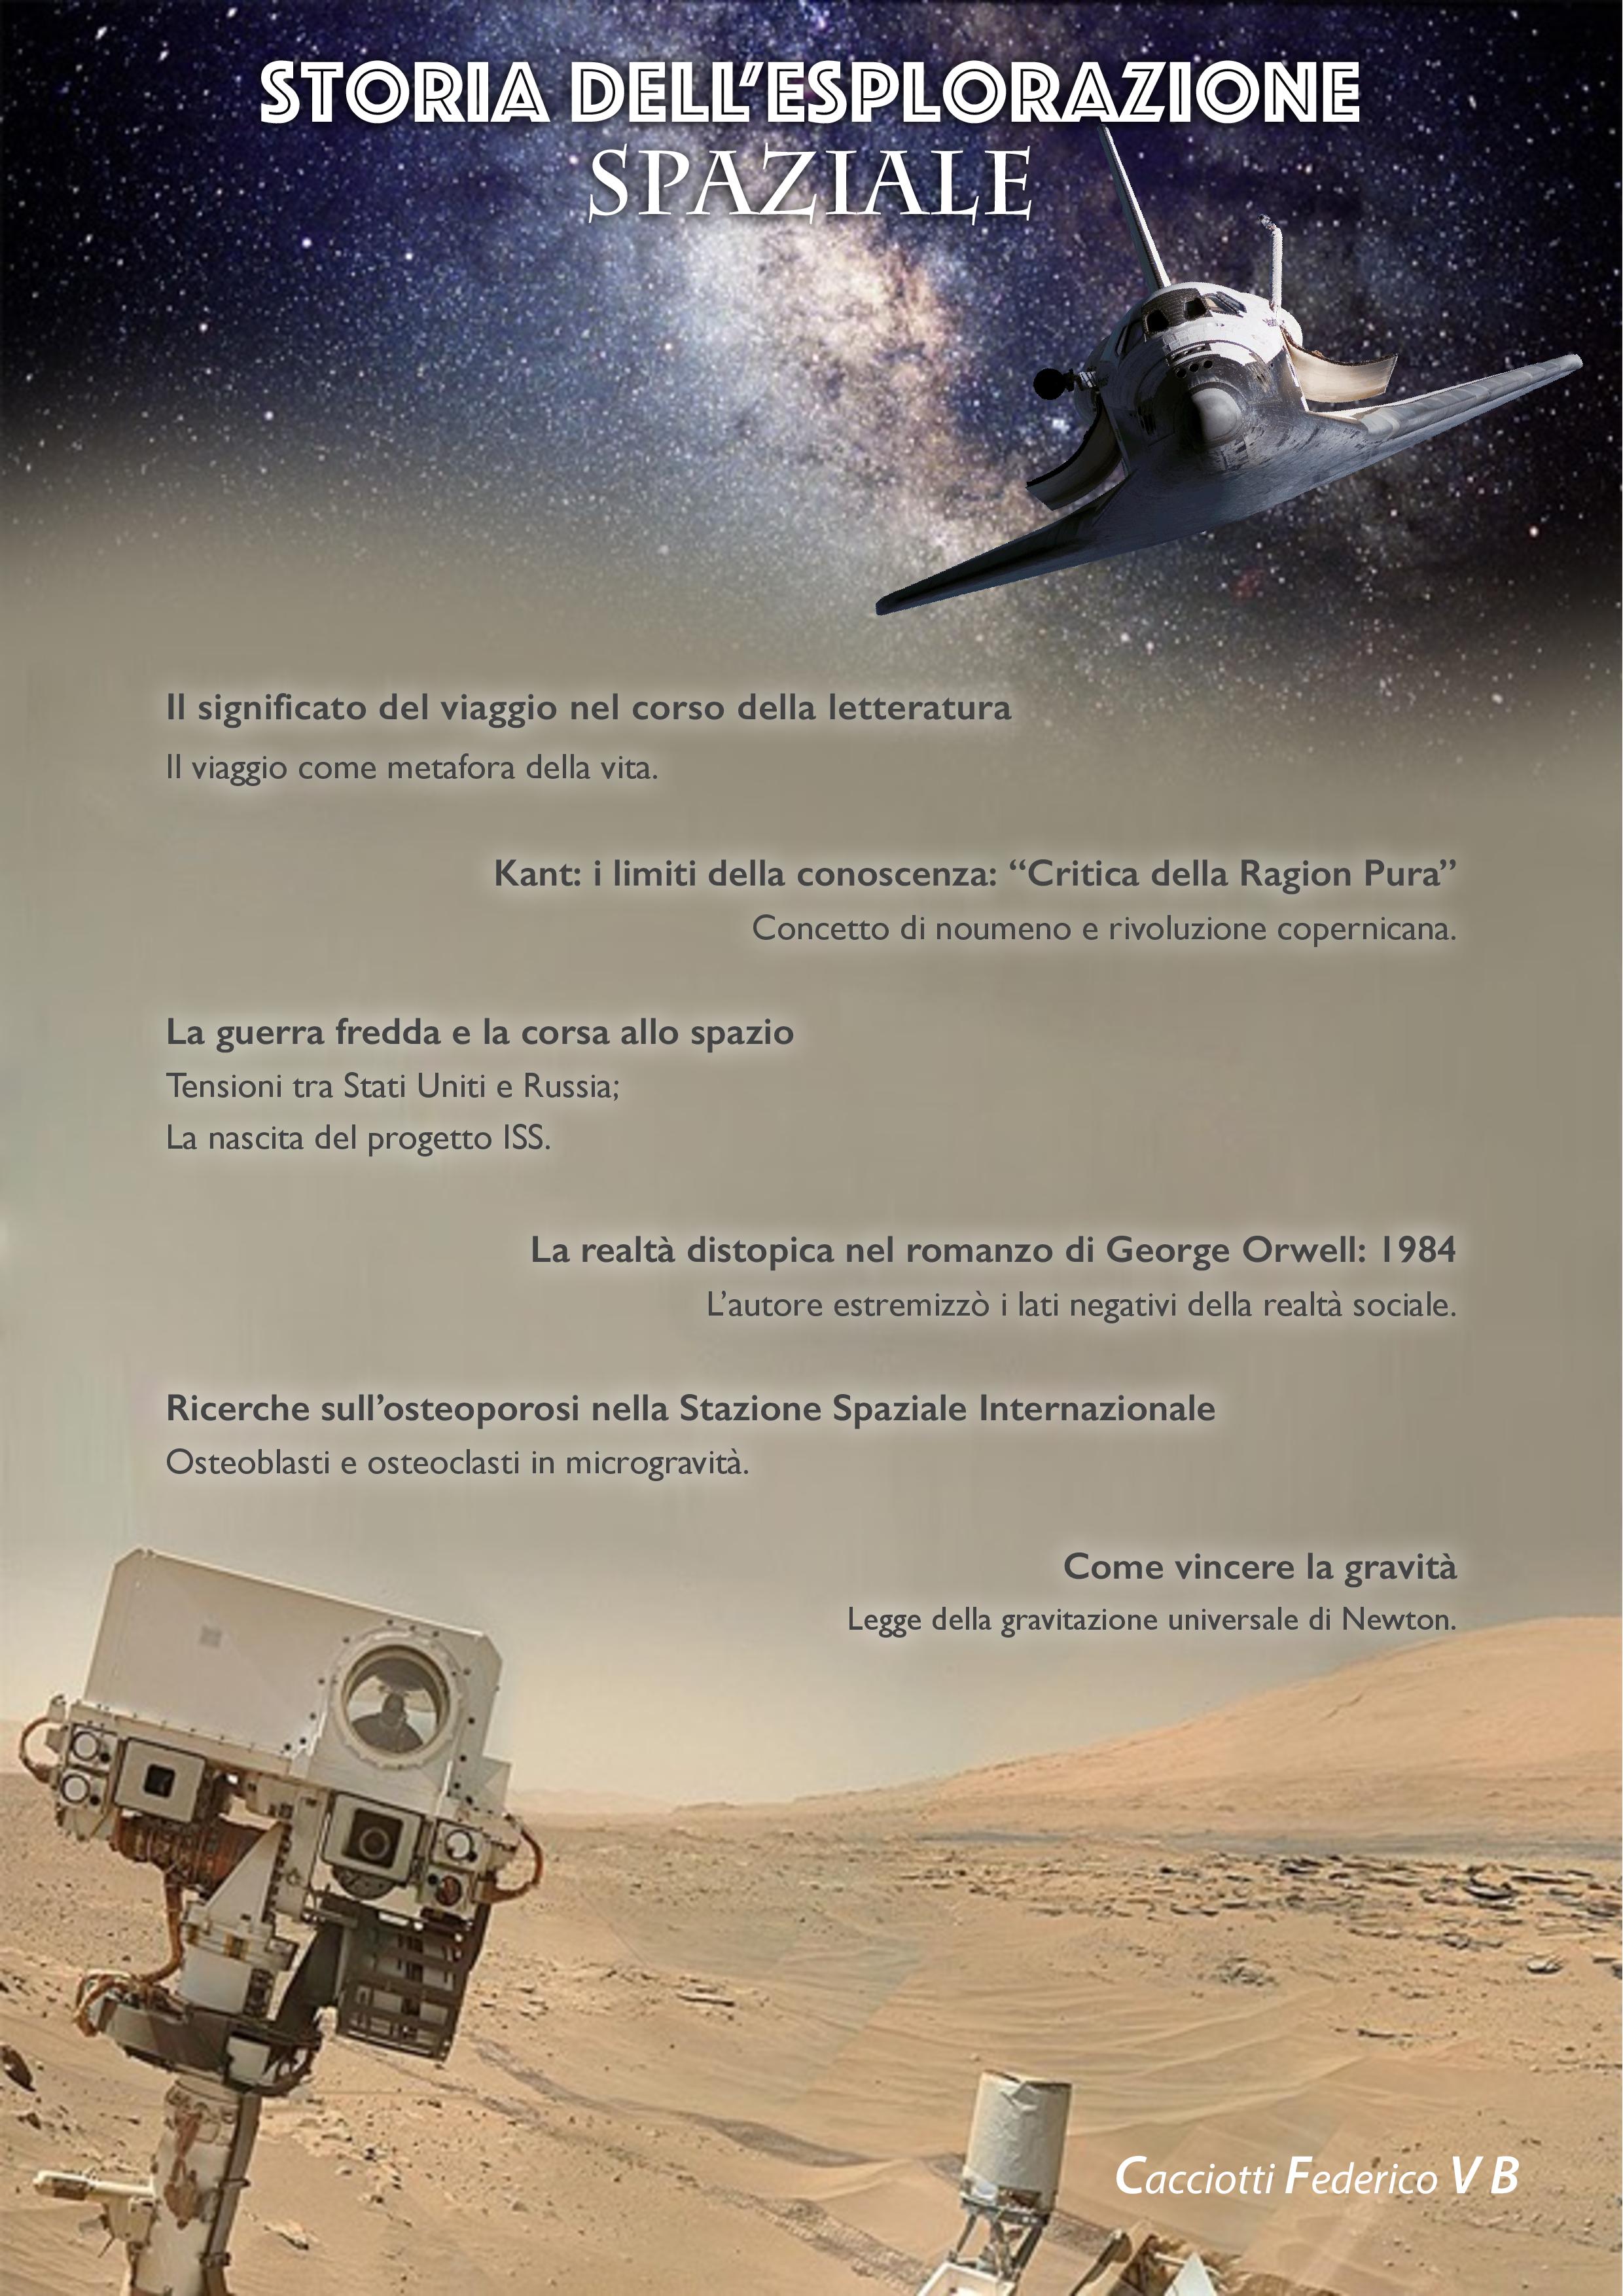 STORIA DELL’ESPLORAZIONE
SPAZIALE
Il significato del viaggio nel corso della letteratura
Il viaggio come metafora della vita.
Kant: i limiti della conoscenza: “Critica della Ragion Pura”
Concetto di noumeno e rivoluzione copernicana.
La guerra fredda e la corsa allo spazio
Tensioni tra Stati Uniti e Russia;
La nascita del progetto ISS.
La realtà distopica nel romanzo di George Orwell: 1984
L’autore estremizzò i lati negativi della realtà sociale.
Ricerche sull’osteoporosi nella Stazione Spaziale Internazionale
Osteoblasti e osteoclasti in microgravità.
Come vincere la gravità
Legge della gravitazione universale di Newton.
Cacciotti Federico V B